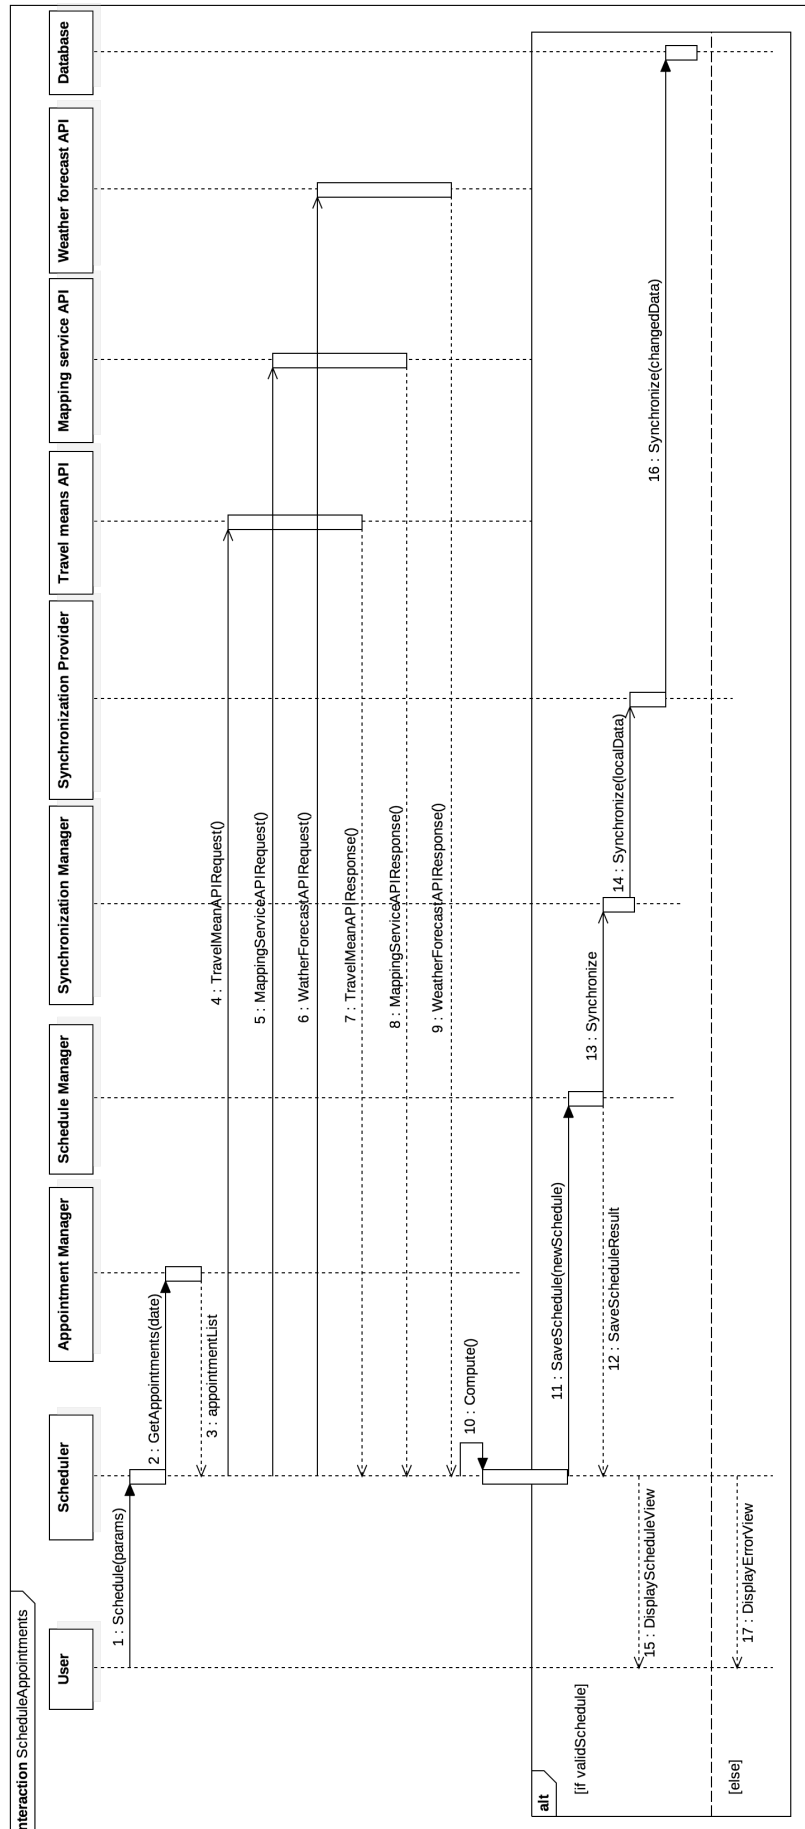 nteraction ScheduleAppointments
User
Scheduler
Appointment Manager
Schedule Manager
Synchronization Manager
Synchronization Provider
Travel means API
Mapping service API
Weather forecast API
Database
1 : Schedule(params)
2 : GetAppointments(date)
3 : appointmentList
4 : TravelMeanAPIRequest()
5 : MappingServiceAPIRequest()
6 : WatherForecastAPIRequest()
7 : TravelMeanAPIResponse()
8 : MappingServiceAPIResponse()
9 : WeatherForecastAPIResponse()
10 : Compute()
alt
[if validSchedule]
11 : SaveSchedule(newSchedule)
12 : SaveScheduleResult
13 : Synchronize
14 : Synchronize(localData)
15 : DisplayScheduleView
16 : Synchronize(changedData)
[else]
17 : DisplayErrorView